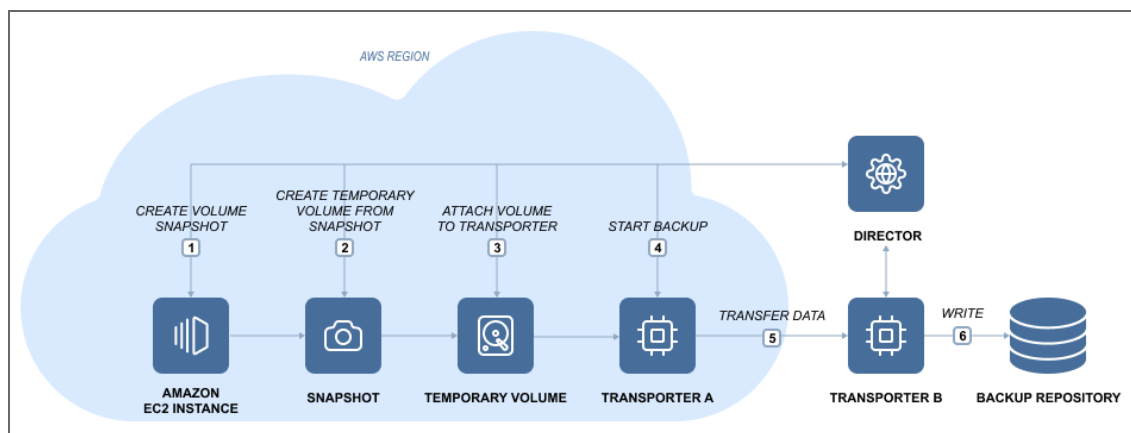 AWS REGION
CREATE VOLUME
SNAPSHOT
1
CREATE TEMPORARY
VOLUME FROM
SNAPSHOT
2
ATTACH VOLUME
TO TRANSPORTER
3
START BACKUP
4
DIRECTOR
TRANSFER DATA
5
WRITE
6
AMAZON
EC2 INSTANCE
SNAPSHOT
TEMPORARY VOLUME
TRANSPORTER A
TRANSPORTER B
BACKUP REPOSITORY